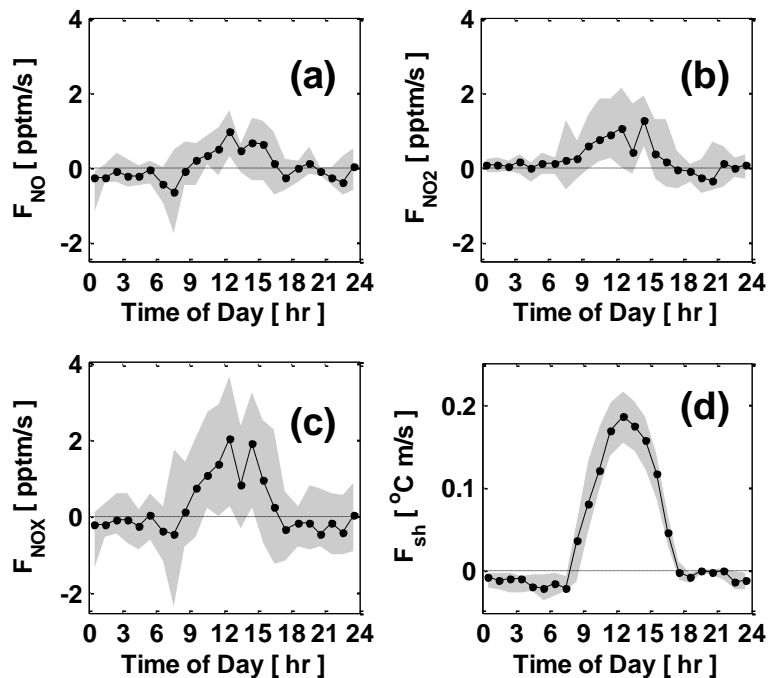 4
2
0
-2
F_NO [ pptm/s ]
(a)
0 3 6 9 12 15 18 21 24
Time of Day [ hr ]
4
2
0
-2
F_NO2 [ pptm/s ]
(b)
0 3 6 9 12 15 18 21 24
Time of Day [ hr ]
4
2
0
-2
F_NOX [ pptm/s ]
(c)
0 3 6 9 12 15 18 21 24
Time of Day [ hr ]
0.2
0.1
0
F_sh [ °C m/s ]
(d)
0 3 6 9 12 15 18 21 24
Time of Day [ hr ]